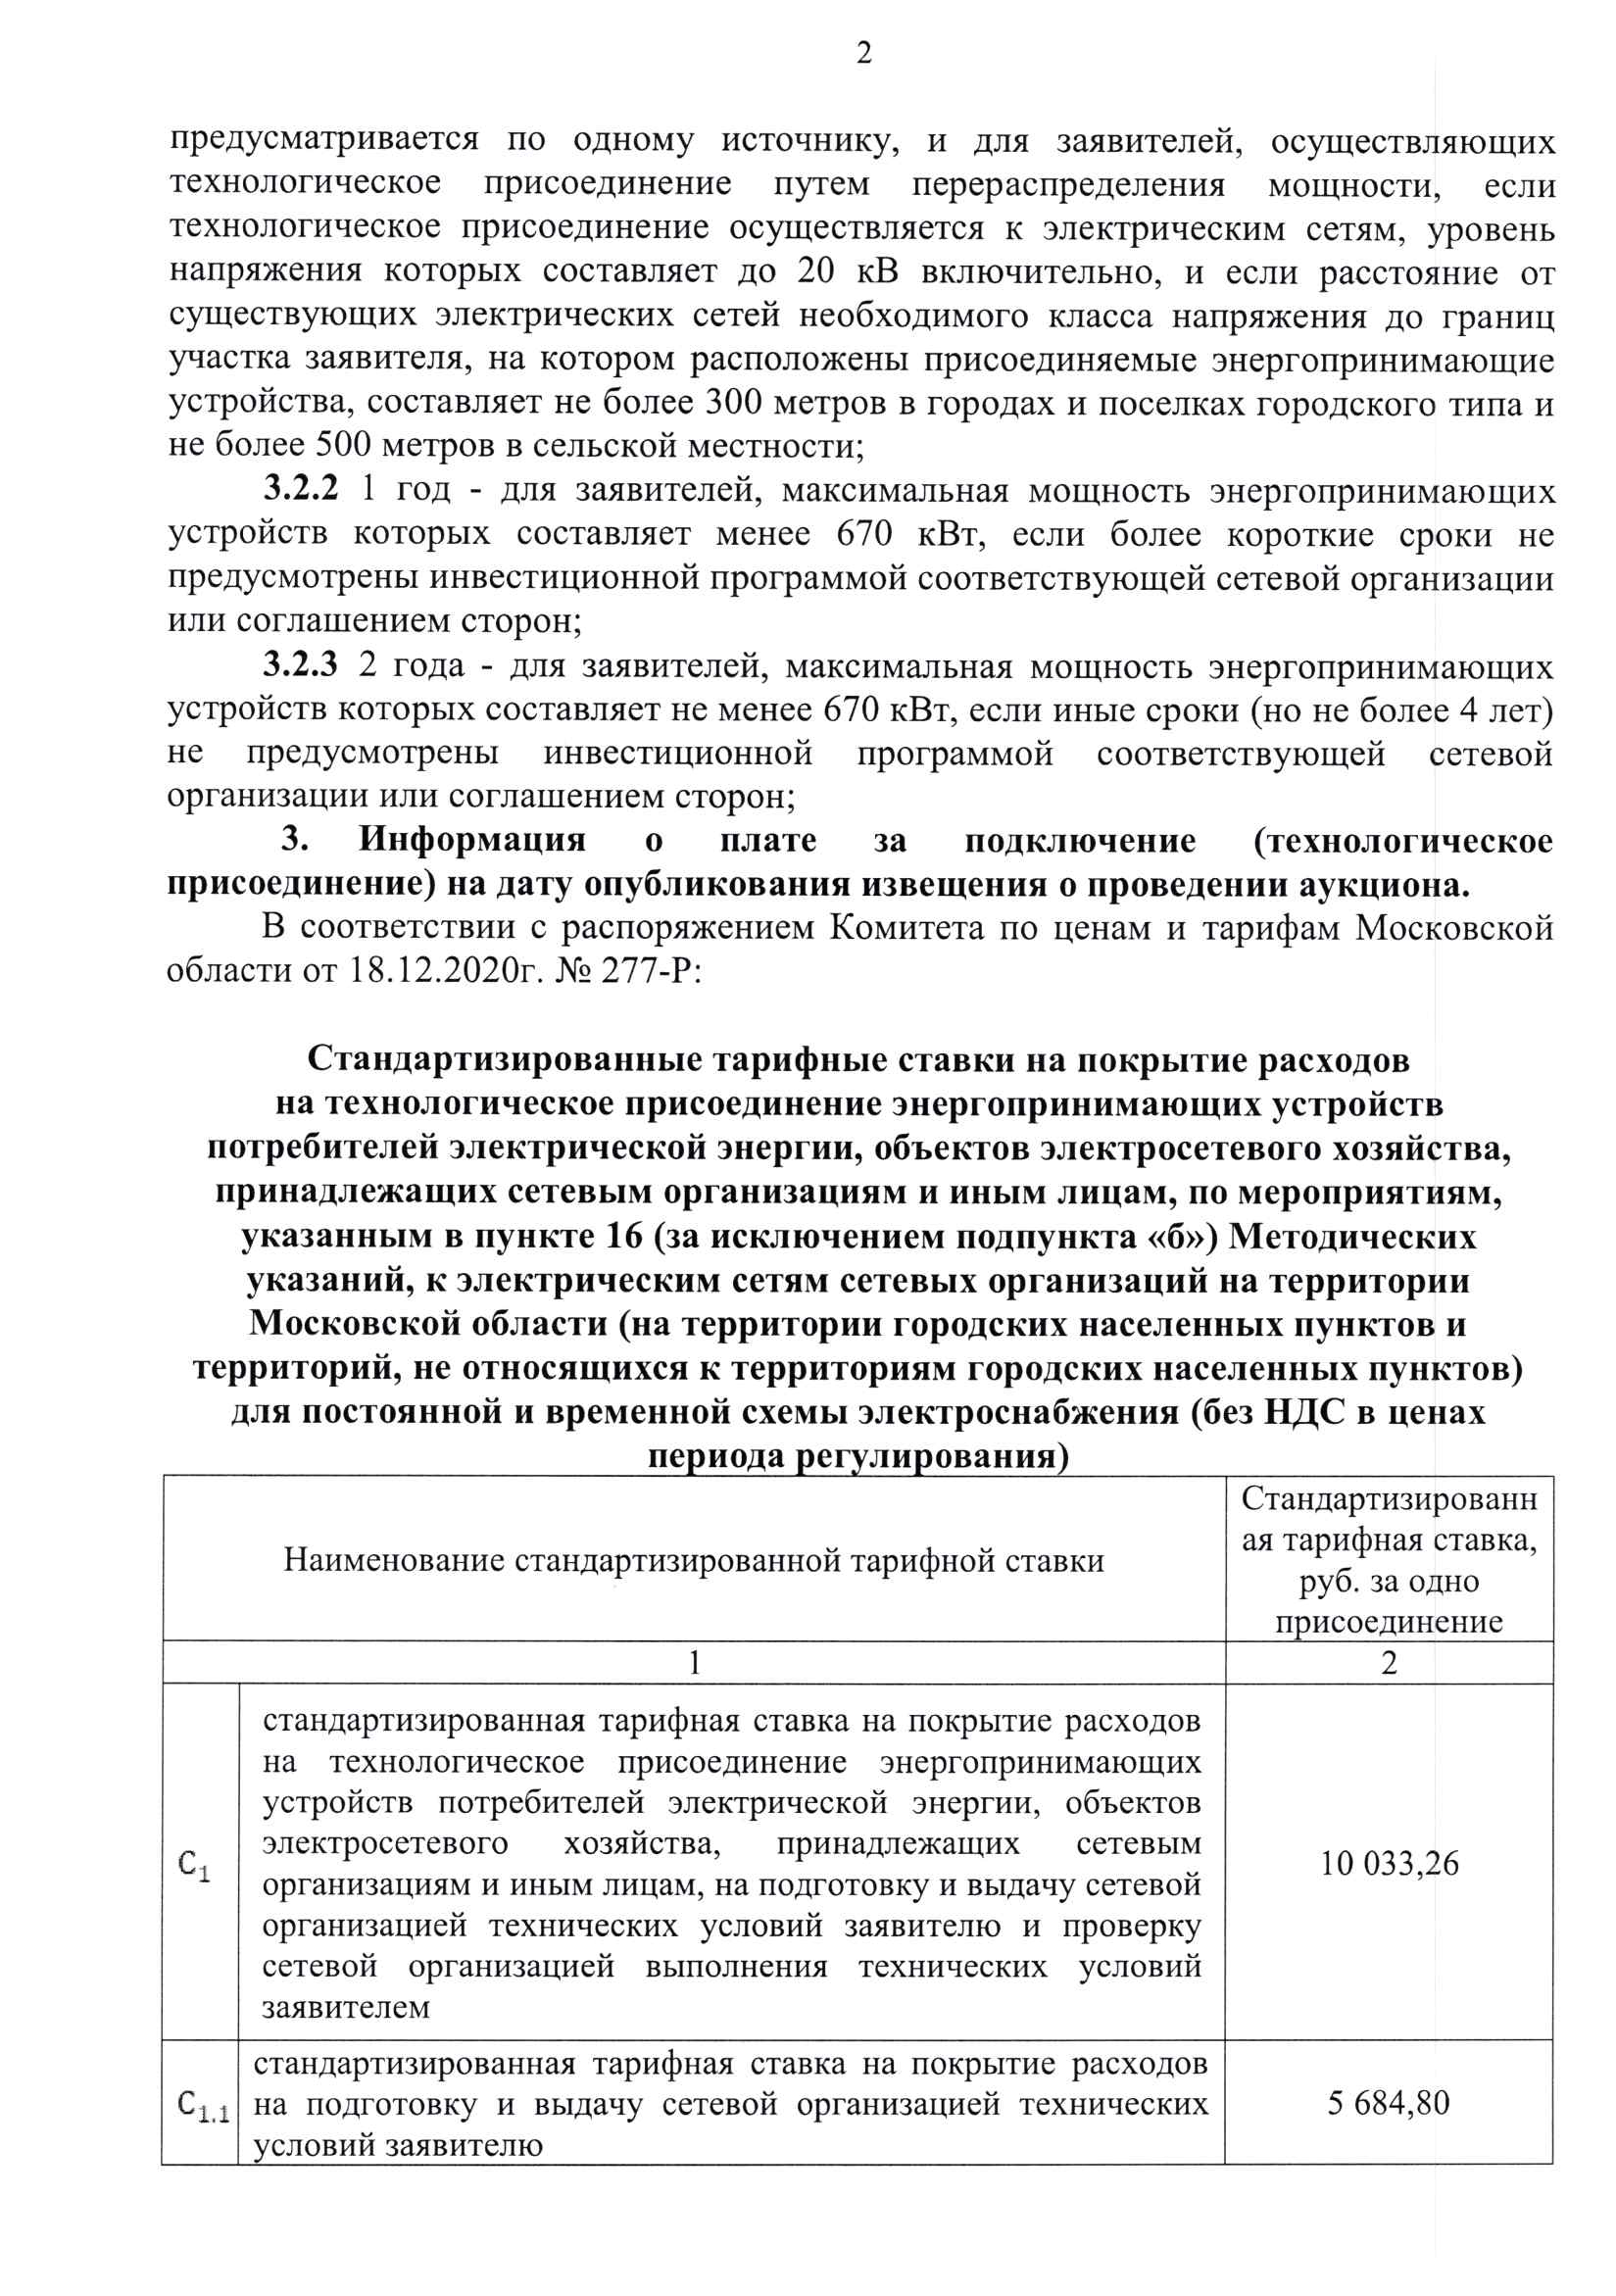 2
предусматривается по одному источнику, и для заявителей, осуществляющих
технологическое присоединение путем перераспределения мощности, если
технологическое присоединение осуществляется к электрическим сетям, уровень
напряжения которых составляет до 20 кВ включительно, и если расстояние от
существующих электрических сетей необходимого класса напряжения до границ
участка заявителя, на котором расположены присоединяемые энергопринимающие
устройства, составляет не более 300 метров в городах и поселках городского типа и
не более 500 метров в сельской местности;
3.2.2 1 год - для заявителей, максимальная мощность энергопринимающих
устройств которых составляет менее 670 кВт, если более короткие сроки не
предусмотрены инвестиционной программой соответствующей сетевой организации
или соглашением сторон;
3.2.3 2 года - для заявителей, максимальная мощность энергопринимающих
устройств которых составляет не менее 670 кВт, если иные сроки (но не более 4 лет)
не предусмотрены инвестиционной программой соответствующей сетевой
организации или соглашением сторон;
3. Информация о плате за подключение (технологическое
присоединение) на дату опубликования извещения о проведении аукциона.
В соответствии с распоряжением Комитета по ценам и тарифам Московской
области от 18.12.2020г. № 277-Р:
Стандартизированные тарифные ставки на покрытие расходов
на технологическое присоединение энергопринимающих устройств
потребителей электрической энергии, объектов электросетевого хозяйства,
принадлежащих сетевым организациям и иным лицам, по мероприятиям,
указанным в пункте 16 (за исключением подпункта «б») Методических
указаний, к электрическим сетям сетевых организаций на территории
Московской области (на территории городских населенных пунктов и
территорий, не относящихся к территориям городских населенных пунктов)
для постоянной и временной схемы электроснабжения (без НДС в ценах
периода регулирования)
Наименование стандартизированной тарифной ставки
Стандартизированн
ая тарифная ставка,
руб. за одно
присоединение
1
2
C₁
стандартизированная тарифная ставка на покрытие расходов
на технологическое присоединение энергопринимающих
устройств потребителей электрической энергии, объектов
электросетевого хозяйства, принадлежащих сетевым
организациям и иным лицам, на подготовку и выдачу сетевой
организацией технических условий заявителю и проверку
сетевой организацией выполнения технических условий
заявителем
10 033,26
C₁.₁
стандартизированная тарифная ставка на покрытие расходов
на подготовку и выдачу сетевой организацией технических
условий заявителю
5 684,80